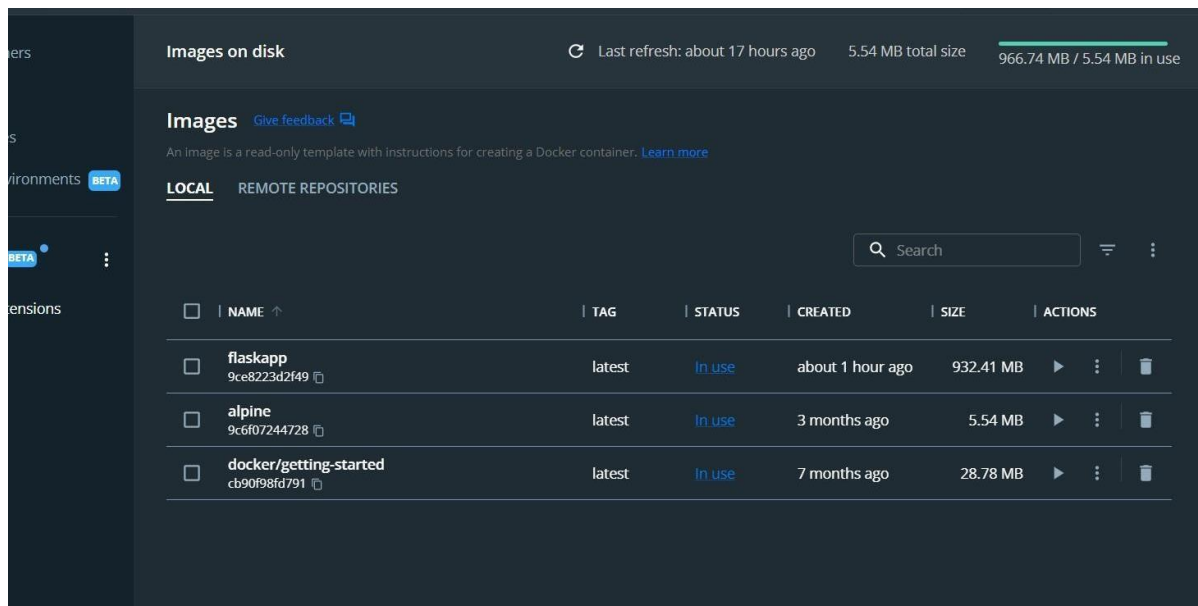 Images on disk
Last refresh: about 17 hours ago
5.54 MB total size
966.74 MB / 5.54 MB in use
Images Give feedback
An image is a read-only template with instructions for creating a Docker container. Learn more
LOCAL REMOTE REPOSITORIES
BETA
BETA
Search
NAME TAG STATUS CREATED SIZE ACTIONS
flaskapp latest In use about 1 hour ago 932.41 MB
9ce8223d2f49
alpine latest In use 3 months ago 5.54 MB
9c6f07244728
docker/getting-started latest In use 7 months ago 28.78 MB
cb90f98fd791